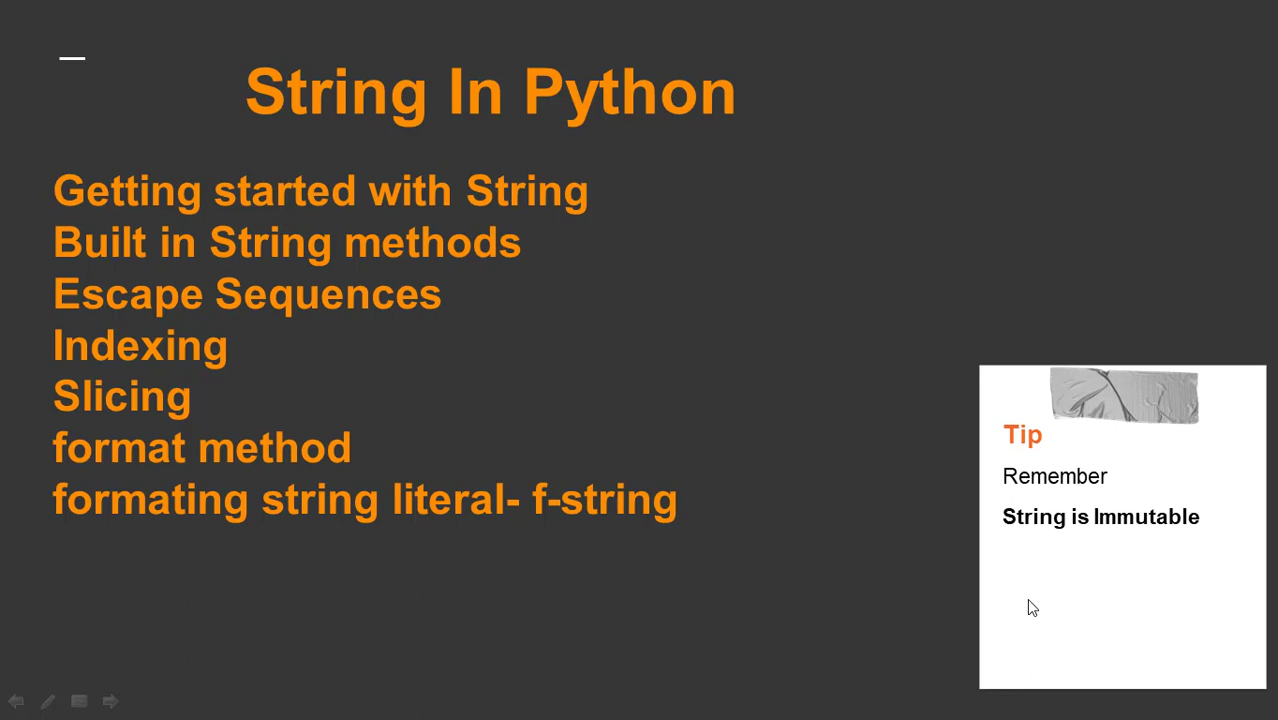 String In Python
Getting started with String
Built in String methods
Escape Sequences
Indexing
Slicing
format method
formating string literal- f-string
Tip
Remember
String is Immutable